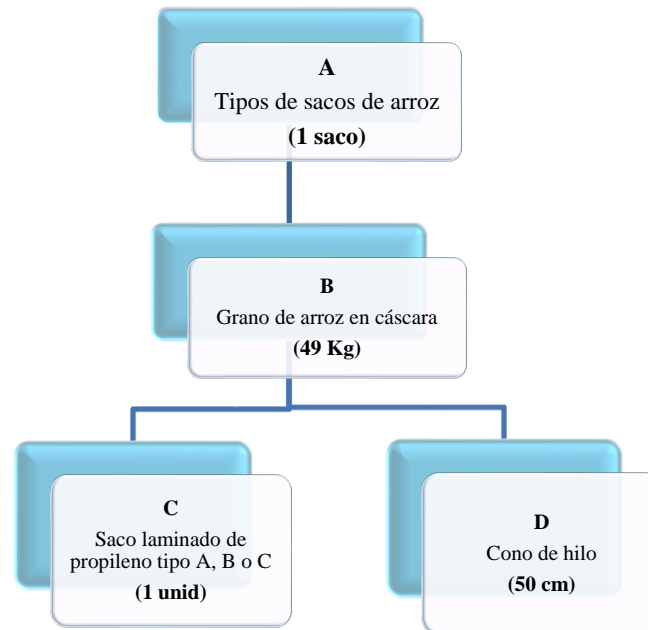 A
Tipos de sacos de arroz
(1 saco)
B
Grano de arroz en cáscara
(49 Kg)
C
Saco laminado de
propileno tipo A, B o C
(1 unid)
D
Cono de hilo
(50 cm)